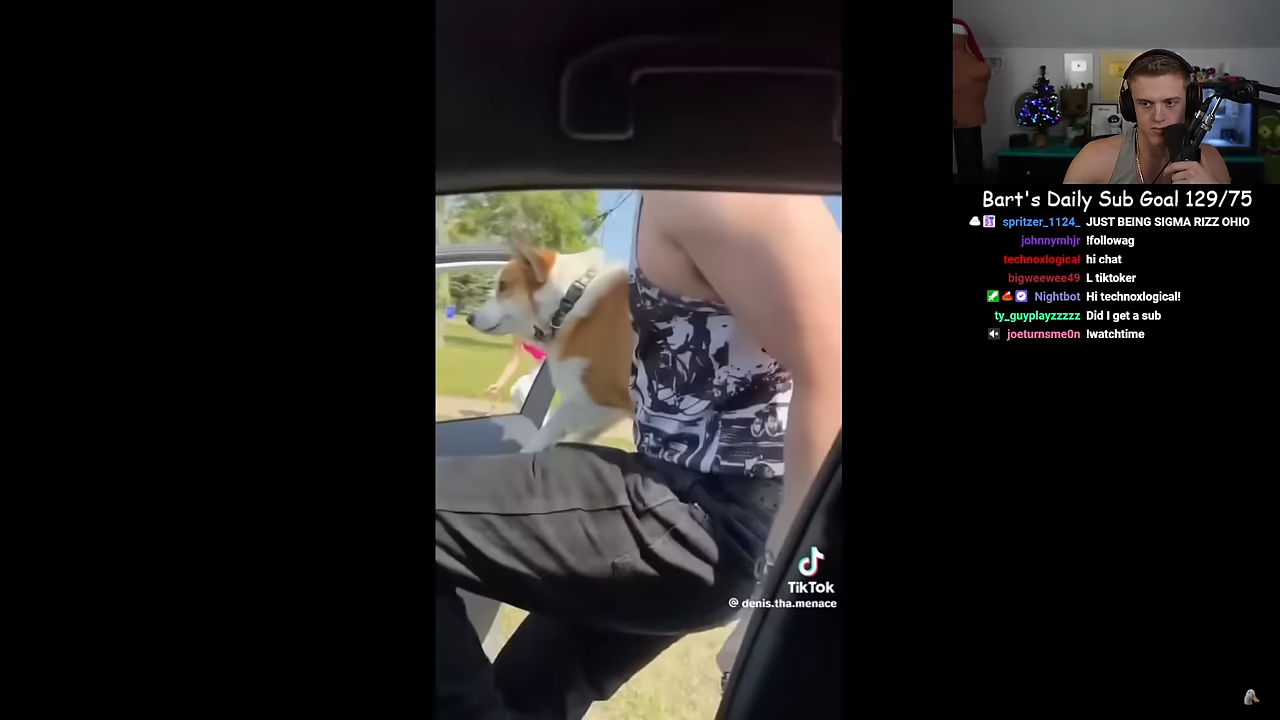 Bart's Daily Sub Goal 129/75
spritzer_1124_ JUST BEING SIGMA RIZZ OHIO
johnnymhjr !followag
technoxlogical hi chat
bigweewee49 L tiktoker
Nightbot Hi technoxlogical!
ty_guyplayzzzzz Did I get a sub
joeturnsme0n !watchtime
TikTok
@ denis.tha.menace